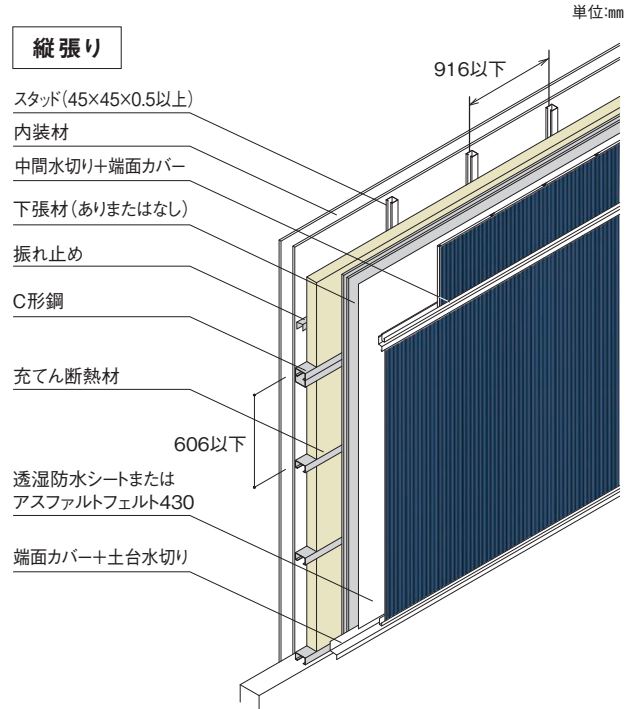 単位:㎜
縦張り
916以下
スタッド(45×45×0.5以上)
内装材
中間水切り+端面カバー
下張材(ありまたはなし)
振れ止め
C形鋼
充てん断熱材
606以下
透湿防水シートまたは
アスファルトフェルト430
端面カバー+土台水切り